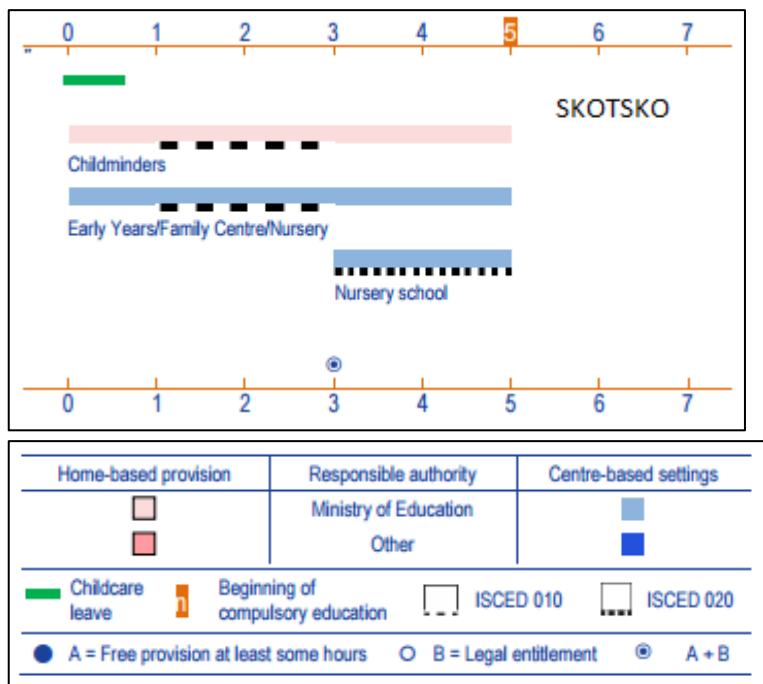 0 1 2 3 4 5 6 7
SKOTSKO
Childminders
Early Years/Family Centre/Nursery
Nursery school
0 1 2 3 4 5 6 7
Home-based provision Responsible authority Centre-based settings
Ministry of Education
Other
Childcare leave n Beginning of compulsory education ISCED 010 ISCED 020
A = Free provision at least some hours B = Legal entitlement A + B